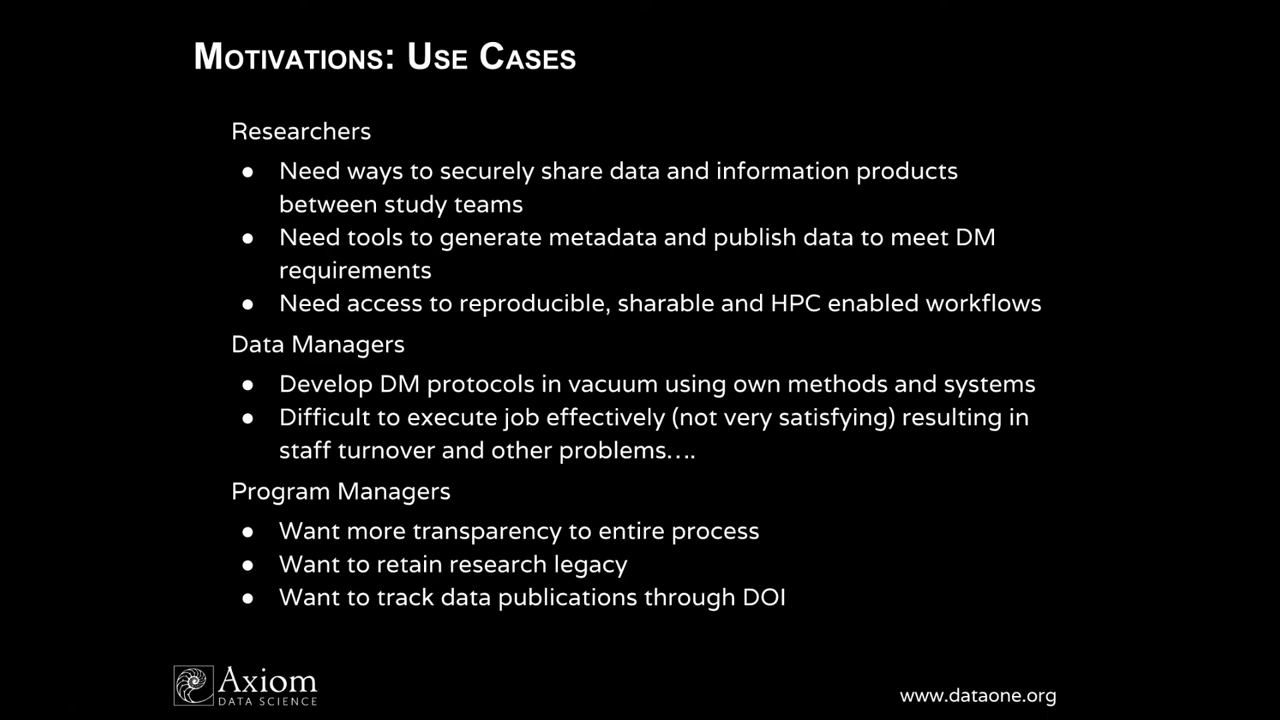 MOTIVATIONS: USE CASES
Researchers
● Need ways to securely share data and information products
between study teams
● Need tools to generate metadata and publish data to meet DM
requirements
● Need access to reproducible, sharable and HPC enabled workflows
Data Managers
● Develop DM protocols in vacuum using own methods and systems
● Difficult to execute job effectively (not very satisfying) resulting in
staff turnover and other problems….
Program Managers
● Want more transparency to entire process
● Want to retain research legacy
● Want to track data publications through DOI
Axiom
DATA SCIENCE
www.dataone.org